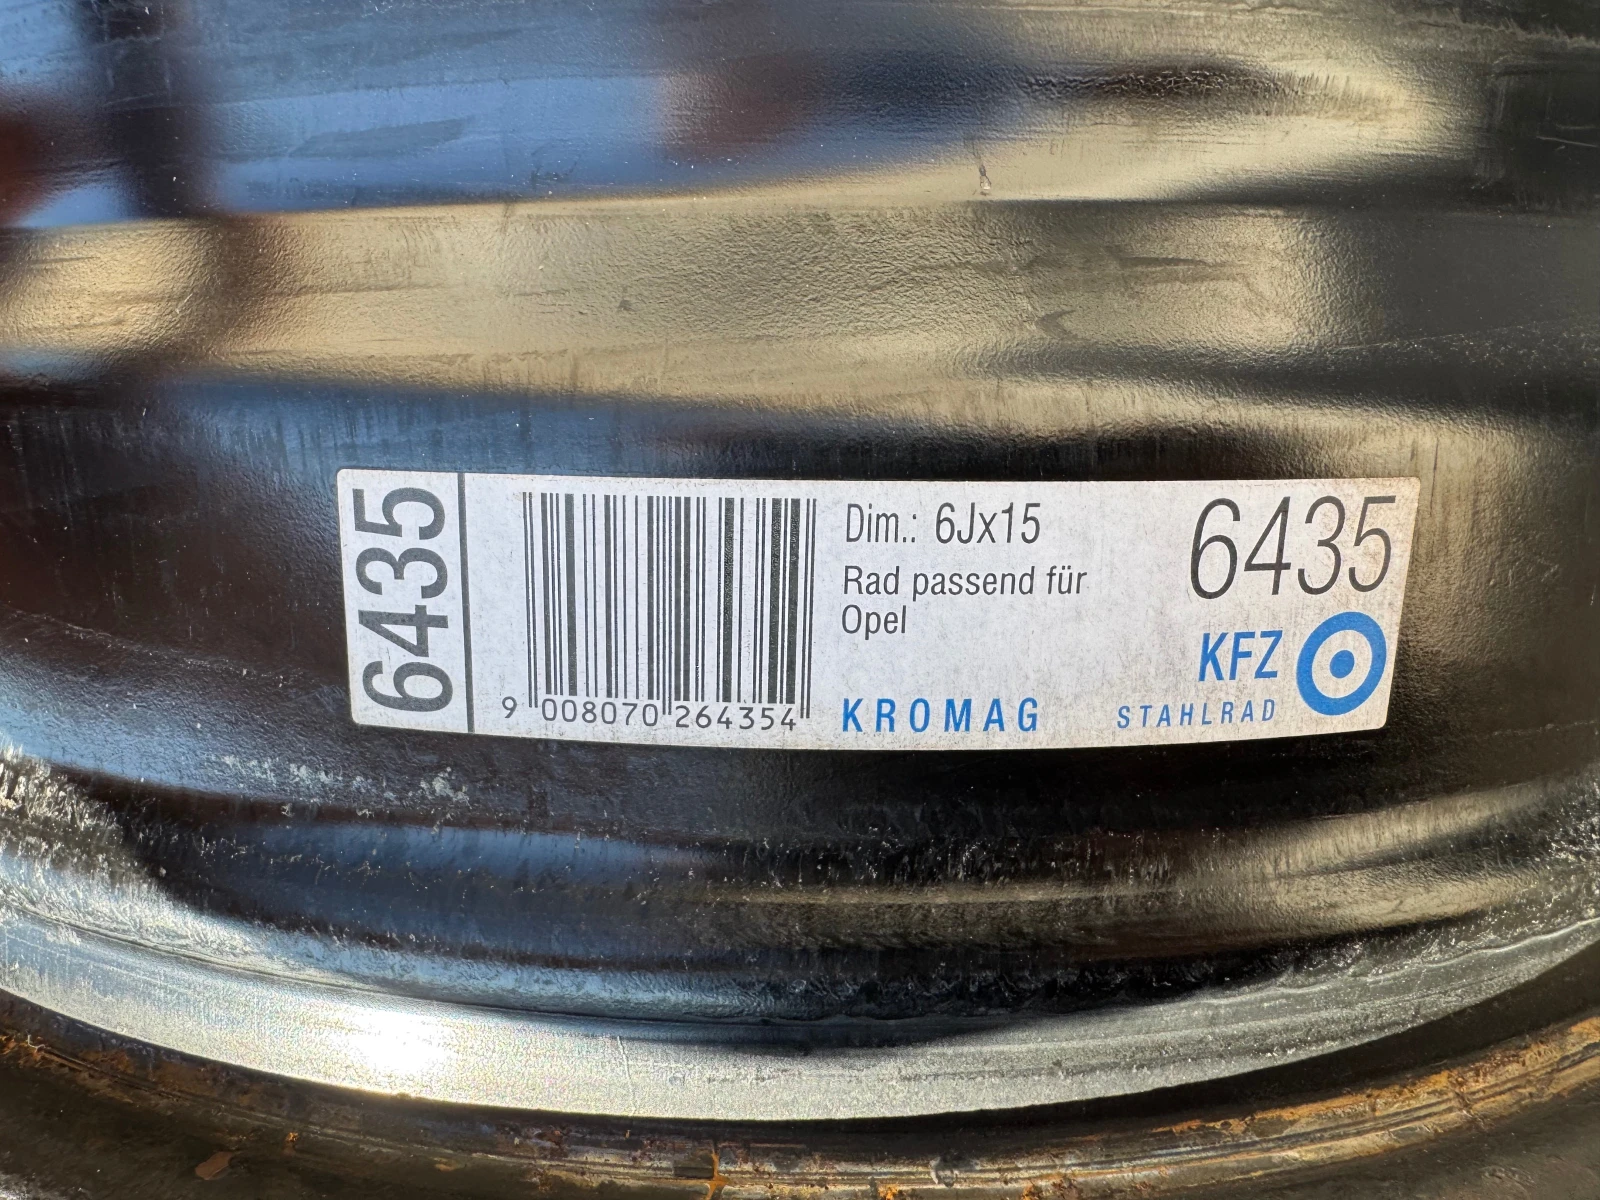 6435
9 008070 264354
Dim.: 6Jx15
Rad passend für
Opel
KROMAG
6435
KFZ
STAHLRAD